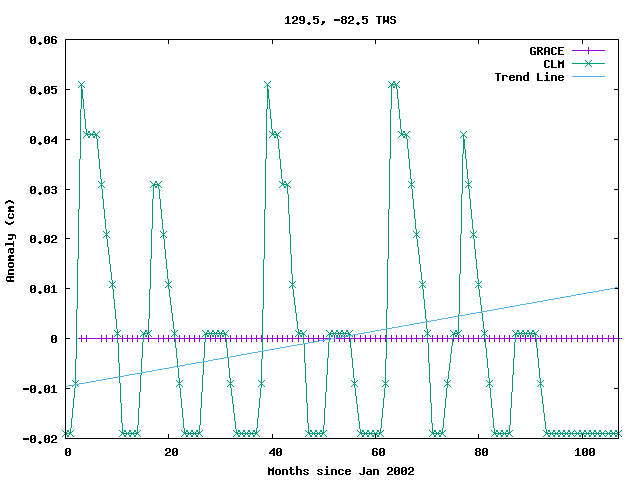 129.5, -82.5 TWS
GRACE
CLM
Trend Line
0.06
0.05
0.04
0.03
0.02
0.01
0
-0.01
-0.02
Anomaly (cm)
0 20 40 60 80 100
Months since Jan 2002